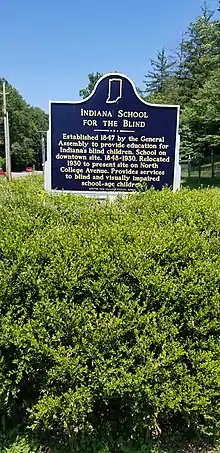 INDIANA SCHOOL
FOR THE BLIND
Established 1847 by the General
Assembly to provide education for
Indiana's blind children. School on
downtown site, 1848-1930. Relocated
1930 to present site on North
College Avenue. Provides services
to blind and visually impaired
school-age children.